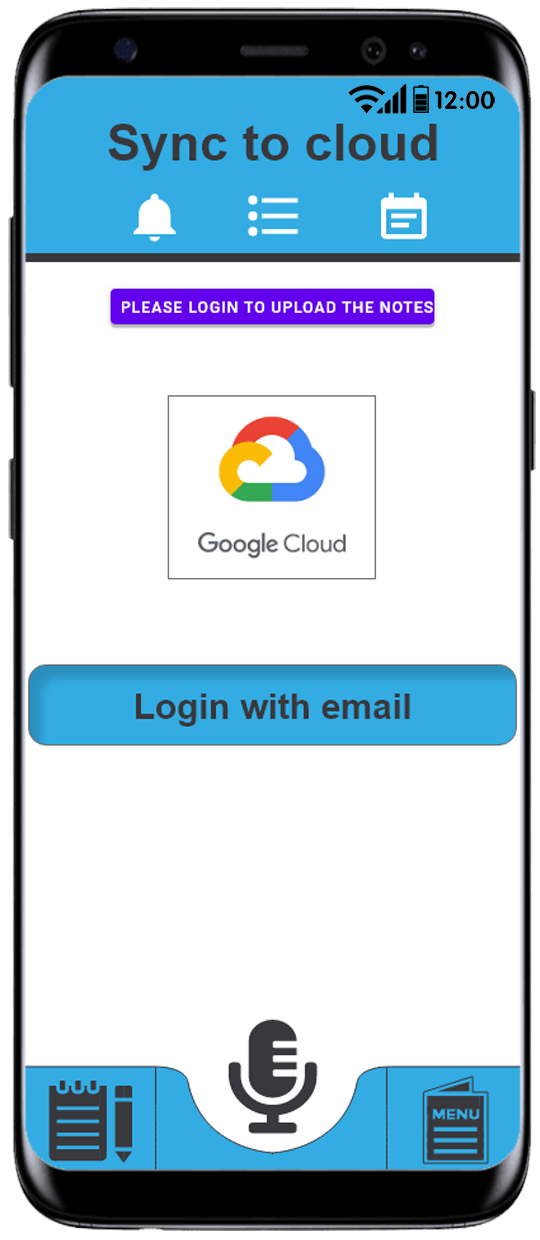 12:00
Sync to cloud
PLEASE LOGIN TO UPLOAD THE NOTES
Google Cloud
Login with email
MENU